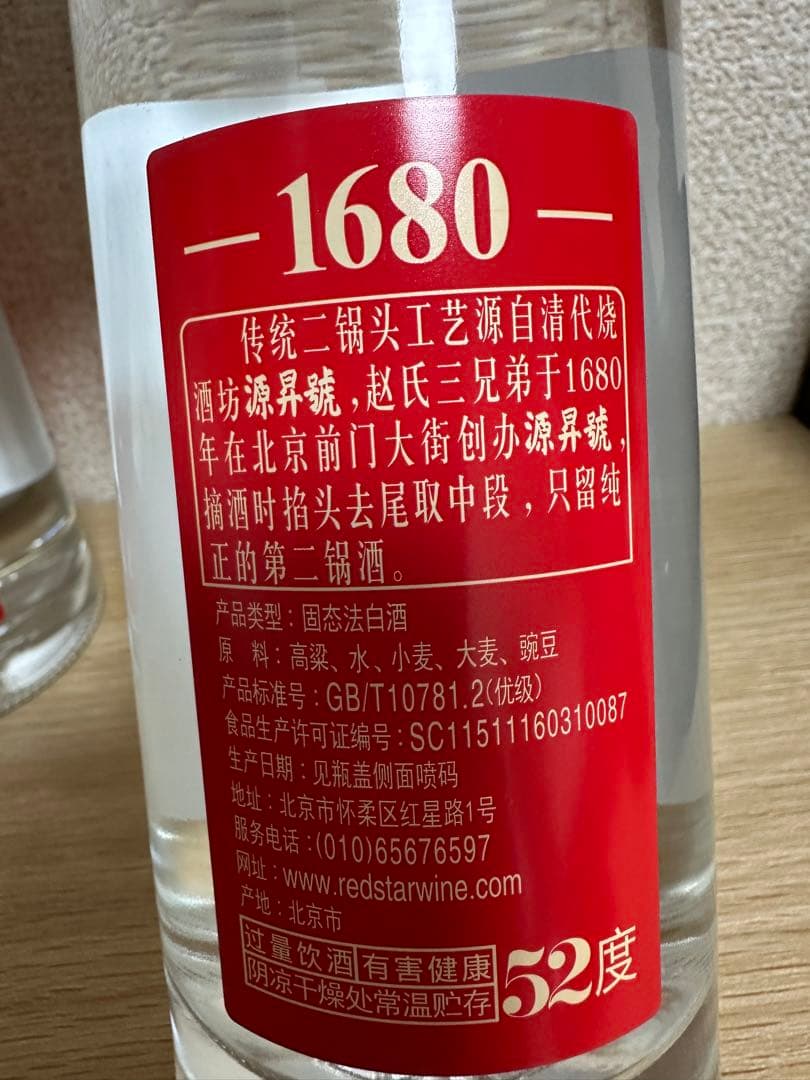 — 1680 —
传统二锅头工艺源自清代烧
酒坊源昇號,赵氏三兄弟于1680
年在北京前门大街创办源昇號,
摘酒时掐头去尾取中段,只留纯
正的第二锅酒。
产品类型:固态法白酒
原 料:高粱、水、小麦、大麦、豌豆
产品标准号:GB/T10781.2(优级)
食品生产许可证编号:SC11511160310087
生产日期:见瓶盖侧面喷码
地址:北京市怀柔区红星路1号
服务电话:(010)65676597
网址:www.redstarwine.com
产地:北京市
过量饮酒 有害健康
阴凉干燥处常温贮存
52度